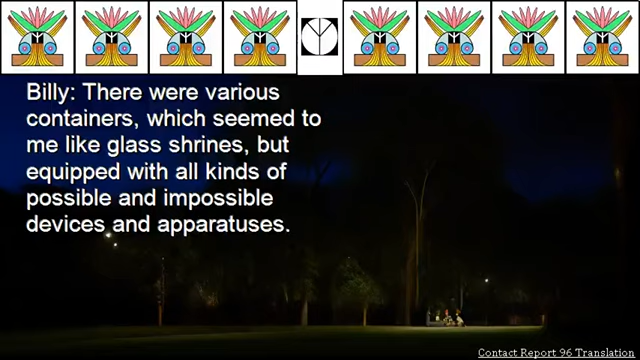 Billy: There were various
containers, which seemed to
me like glass shrines, but
equipped with all kinds of
possible and impossible
devices and apparatuses.
Contact Report 96 Translation